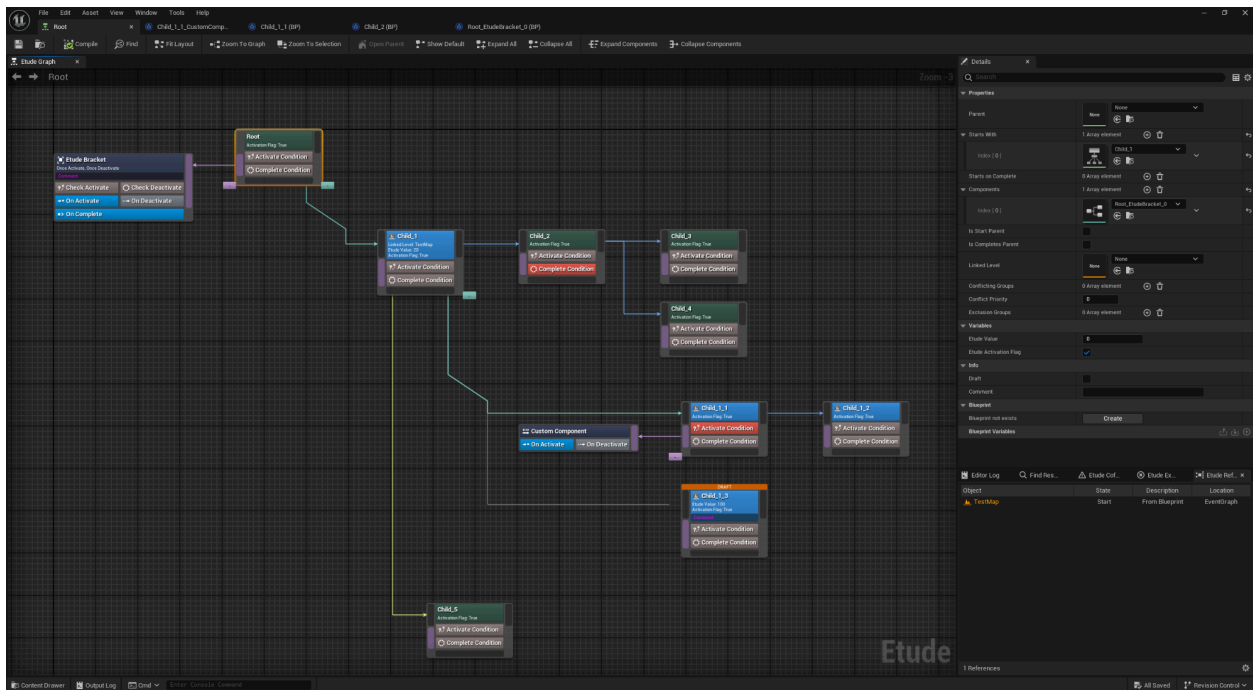 File Edit Asset View Window Tools Help
Root Child_1_1_CustomComp... Child_1_1 (BP) Child_2 (BP) Root_EtudeBracket_0 (BP)
Compile Find Fit Layout Zoom To Graph Zoom To Selection Open Parent Show Default Expand All Collapse All Expand Components Collapse Components
Etude Graph
Root
Zoom -3
Etude Bracket
Once Activate, Once Deactivate
Comment
Check Activate Check Deactivate
On Activate On Deactivate
On Complete
Root
Activation Flag: True
Activate Condition
Complete Condition
Child_1
Linked Level: TestMap
Etude Value: 20
Activation Flag: True
Activate Condition
Complete Condition
Child_2
Activation Flag: True
Activate Condition
Complete Condition
Child_3
Activation Flag: True
Activate Condition
Complete Condition
Child_4
Activation Flag: True
Activate Condition
Complete Condition
Custom Component
On Activate On Deactivate
Child_1_1
Activation Flag: True
Activate Condition
Complete Condition
Child_1_2
Activation Flag: True
Activate Condition
Complete Condition
DRAFT
Child_1_3
Etude Value: 100
Activation Flag: True
Comment
Activate Condition
Complete Condition
Child_5
Activation Flag: True
Activate Condition
Complete Condition
Etude
Details
Search
Properties
Parent None None
Starts With 1 Array element
Index [ 0 ] Child_1
Starts on Complete 0 Array element
Components 1 Array element
Index [ 0 ] Root_EtudeBracket_0
Is Start Parent
Is Completes Parent
Linked Level None None
Conflicting Groups 0 Array element
Conflict Priority 0
Exclusion Groups 0 Array element
Variables
Etude Value 0
Etude Activation Flag
Info
Draft
Comment
Blueprint
Blueprint not exists Create
Blueprint Variables
Editor Log Find Res... Etude Cof... Etude Ex... Etude Ref...
Object State Description Location
TestMap Start From Blueprint EventGraph
1 References
Content Drawer Output Log Cmd Enter Console Command All Saved Revision Control